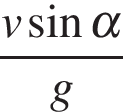 v sin α
g